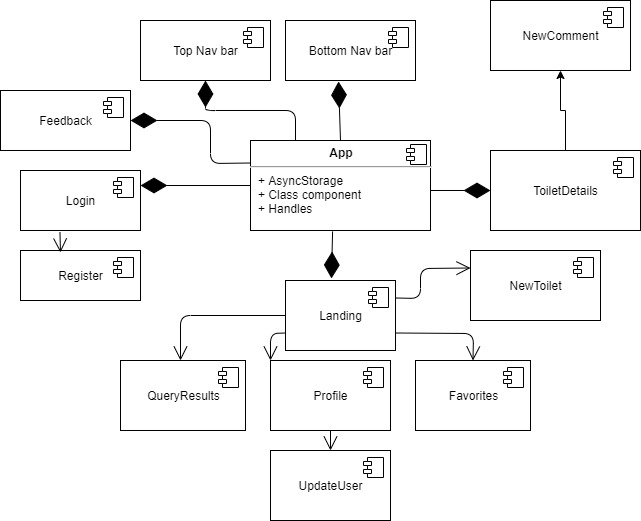 NewComment
Top Nav bar
Bottom Nav bar
Feedback
App
+ AsyncStorage
+ Class component
+ Handles
Login
ToiletDetails
Register
NewToilet
Landing
QueryResults
Profile
Favorites
UpdateUser